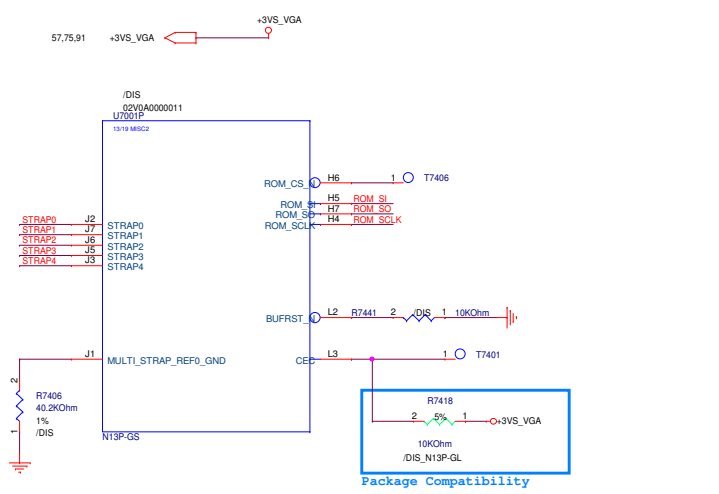 +3VS_VGA
57,75,91 +3VS_VGA
/DIS
02V0A0000011
U7001P
13/19 MISC2
ROM_CS_N H6 1 T7406
ROM_SI H5 ROM_SI
ROM_SO H7 ROM_SO
ROM_SCLK H4 ROM_SCLK
STRAP0 J2 STRAP0
STRAP1 J7 STRAP1
STRAP2 J6 STRAP2
STRAP3 J5 STRAP3
STRAP4 J3 STRAP4
BUFRST_N L2 R7441 2 /DIS 1 10KOhm
J1 MULTI_STRAP_REF0_GND
CEC L3 1 T7401
2
R7406
40.2KOhm
1%
/DIS
1
N13P-GS
R7418
2 5% 1 +3VS_VGA
10KOhm
/DIS_N13P-GL
Package Compatibility